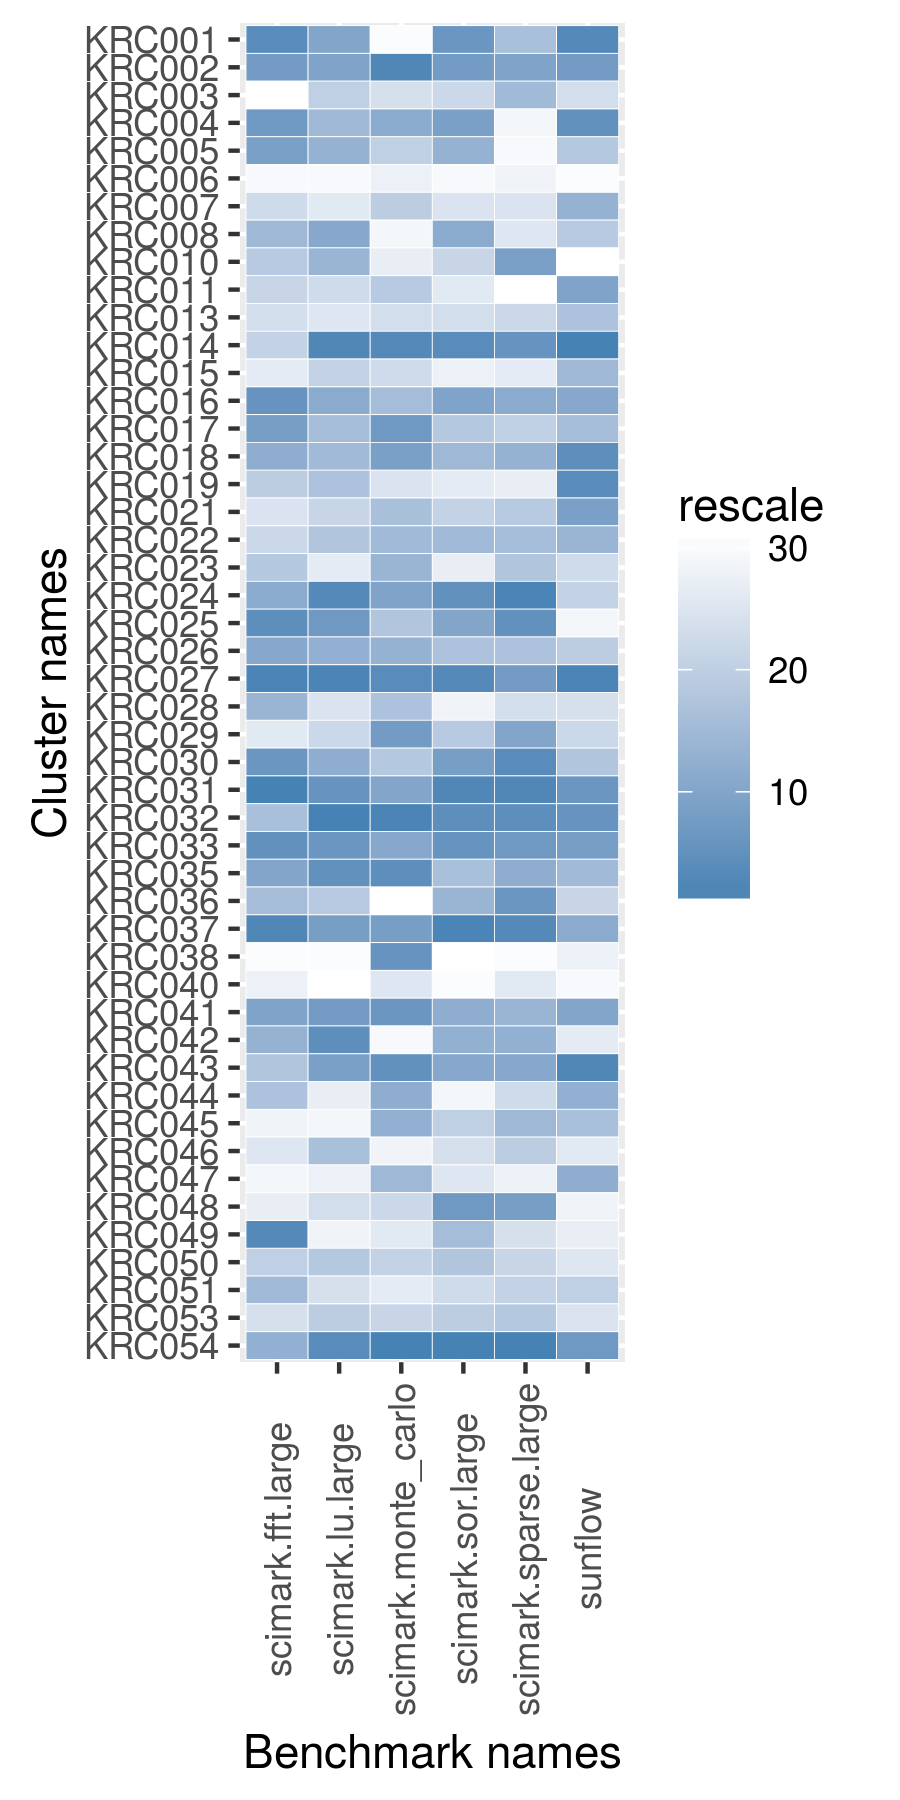 KRC001
KRC002
KRC003
KRC004
KRC005
KRC006
KRC007
KRC008
KRC010
KRC011
KRC013
KRC014
KRC015
KRC016
KRC017
KRC018
KRC019
KRC021
KRC022
KRC023
KRC024
KRC025
KRC026
KRC027
KRC028
KRC029
KRC030
KRC031
KRC032
KRC033
KRC035
KRC036
KRC037
KRC038
KRC040
KRC041
KRC042
KRC043
KRC044
KRC045
KRC046
KRC047
KRC048
KRC049
KRC050
KRC051
KRC053
KRC054
Cluster names
rescale
30
20
10
scimark.fft.large
scimark.lu.large
scimark.monte_carlo
scimark.sor.large
scimark.sparse.large
sunflow
Benchmark names